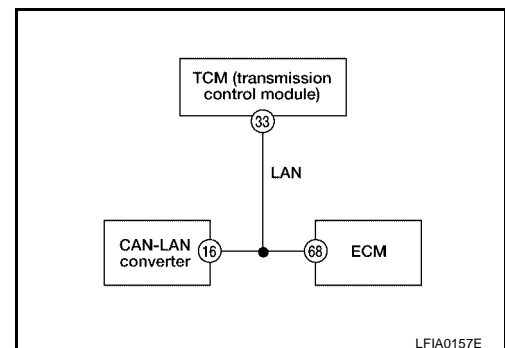 TCM (transmission
control module)
33
LAN
CAN-LAN
converter
16
68
ECM
LFIA0157E